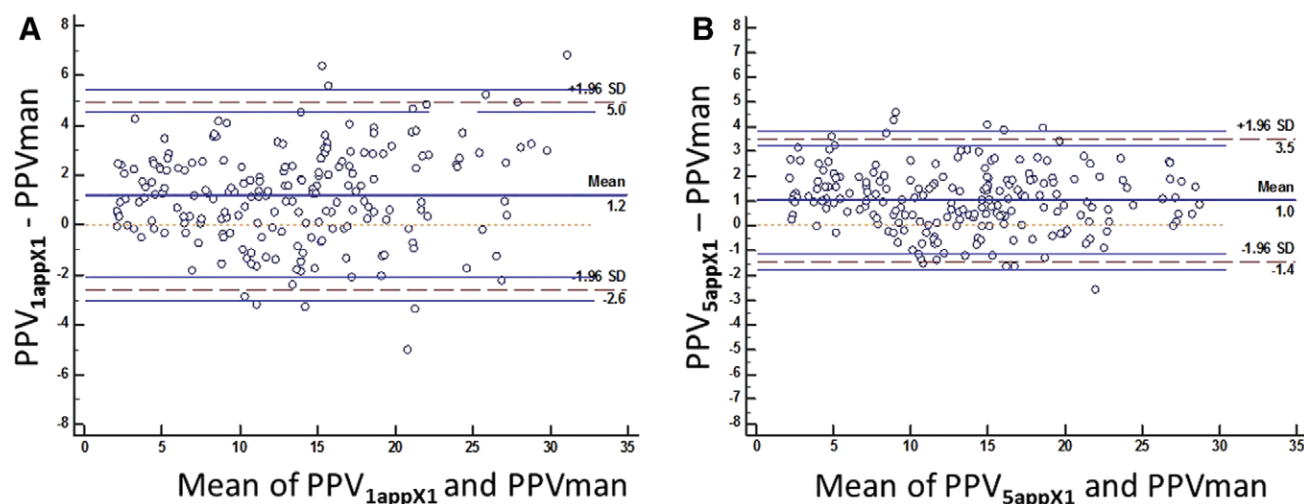 A
PPV1appX1 - PPVman
8
6
4
2
0
-2
-4
-6
-8
+1.96 SD
5.0
Mean
1.2
-1.96 SD
-2.6
0 5 10 15 20 25 30 35
Mean of PPV1appX1 and PPVman
B
PPV5appX1 – PPVman
8
7
6
5
4
3
2
1
0
-1
-2
-3
-4
-5
-6
-7
-8
+1.96 SD
3.5
Mean
1.0
-1.96 SD
-1.4
0 5 10 15 20 25 30 35
Mean of PPV5appX1 and PPVman